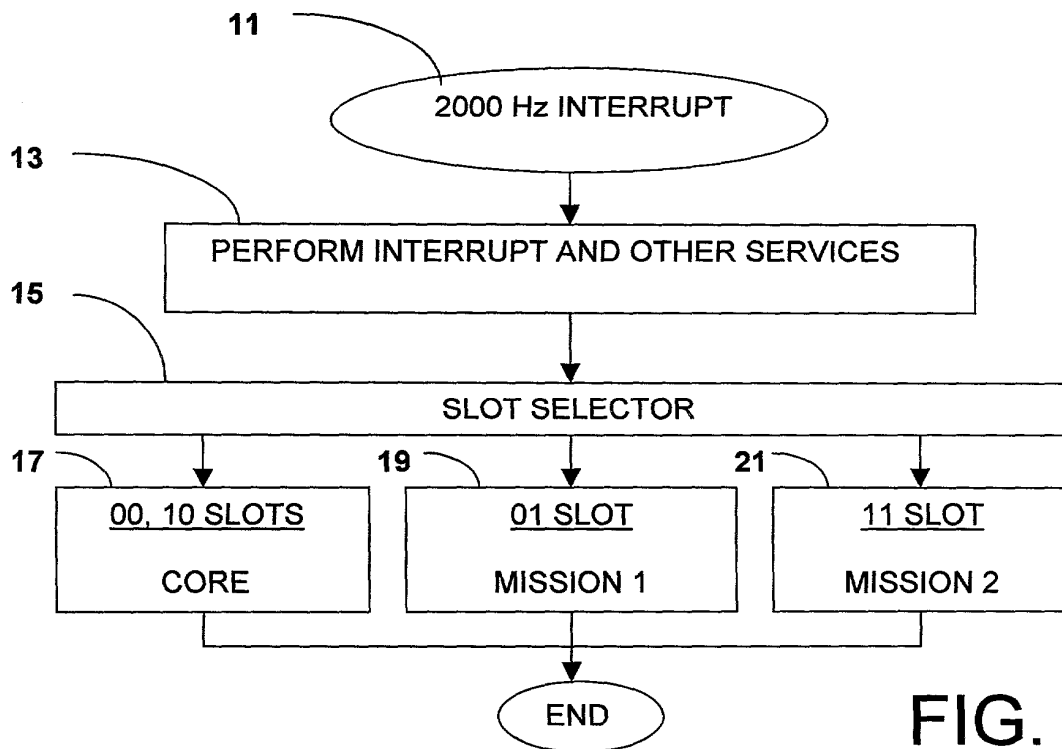 11
2000 Hz INTERRUPT
13
PERFORM INTERRUPT AND OTHER SERVICES
15
SLOT SELECTOR
17
00, 10 SLOTS
CORE
19
01 SLOT
MISSION 1
21
11 SLOT
MISSION 2
END
FIG.